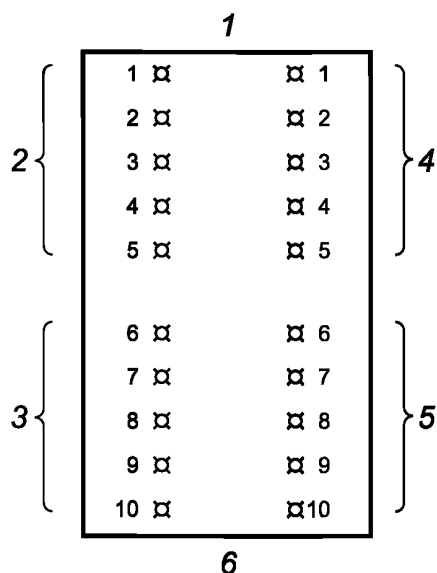 1
1 ¤ ¤ 1
2 ¤ ¤ 2
2 3 ¤ ¤ 3 4
4 ¤ ¤ 4
5 ¤ ¤ 5
6 ¤ ¤ 6
7 ¤ ¤ 7
3 8 ¤ ¤ 8 5
9 ¤ ¤ 9
10 ¤ ¤ 10
6